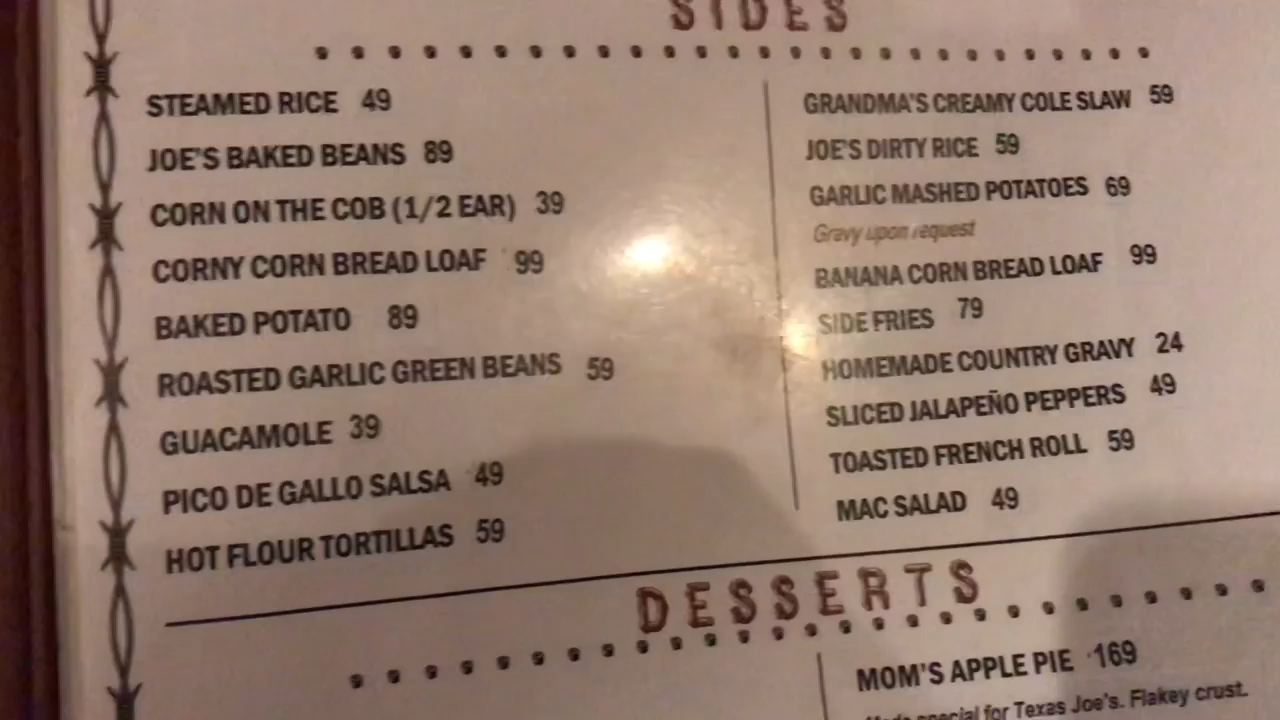 SIDES
STEAMED RICE 49
JOE'S BAKED BEANS 89
CORN ON THE COB (1/2 EAR) 39
CORNY CORN BREAD LOAF 99
BAKED POTATO 89
ROASTED GARLIC GREEN BEANS 59
GUACAMOLE 39
PICO DE GALLO SALSA 49
HOT FLOUR TORTILLAS 59
GRANDMA'S CREAMY COLE SLAW 59
JOE'S DIRTY RICE 59
GARLIC MASHED POTATOES 69
Gravy upon request
BANANA CORN BREAD LOAF 99
SIDE FRIES 79
HOMEMADE COUNTRY GRAVY 24
SLICED JALAPEÑO PEPPERS 49
TOASTED FRENCH ROLL 59
MAC SALAD 49
DESSERTS
MOM'S APPLE PIE 169
Made special for Texas Joe's. Flakey crust.